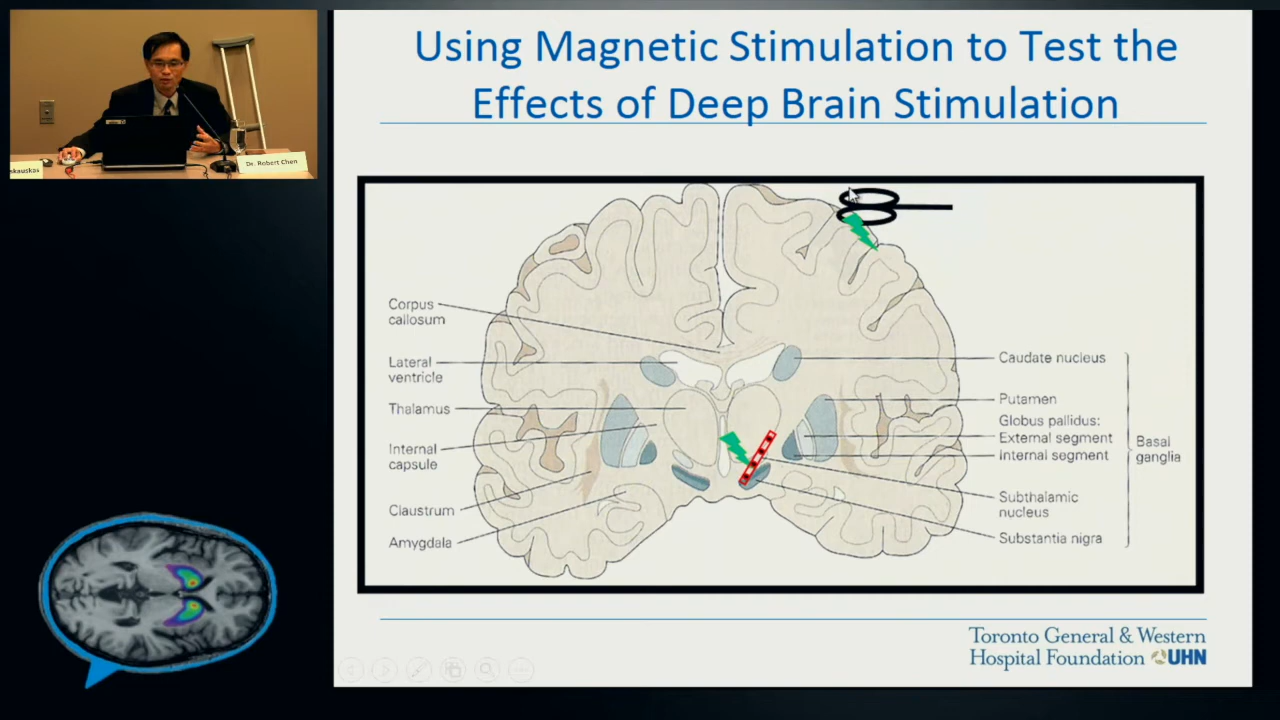 Using Magnetic Stimulation to Test the
Effects of Deep Brain Stimulation
skauskas
Dr. Robert Chen
Corpus
callosum
Lateral
ventricle
Thalamus
Internal
capsule
Claustrum
Amygdala
Caudate nucleus
Putamen
Globus pallidus:
External segment
Internal segment
Subthalamic
nucleus
Substantia nigra
Basal
ganglia
Toronto General & Western
Hospital Foundation UHN